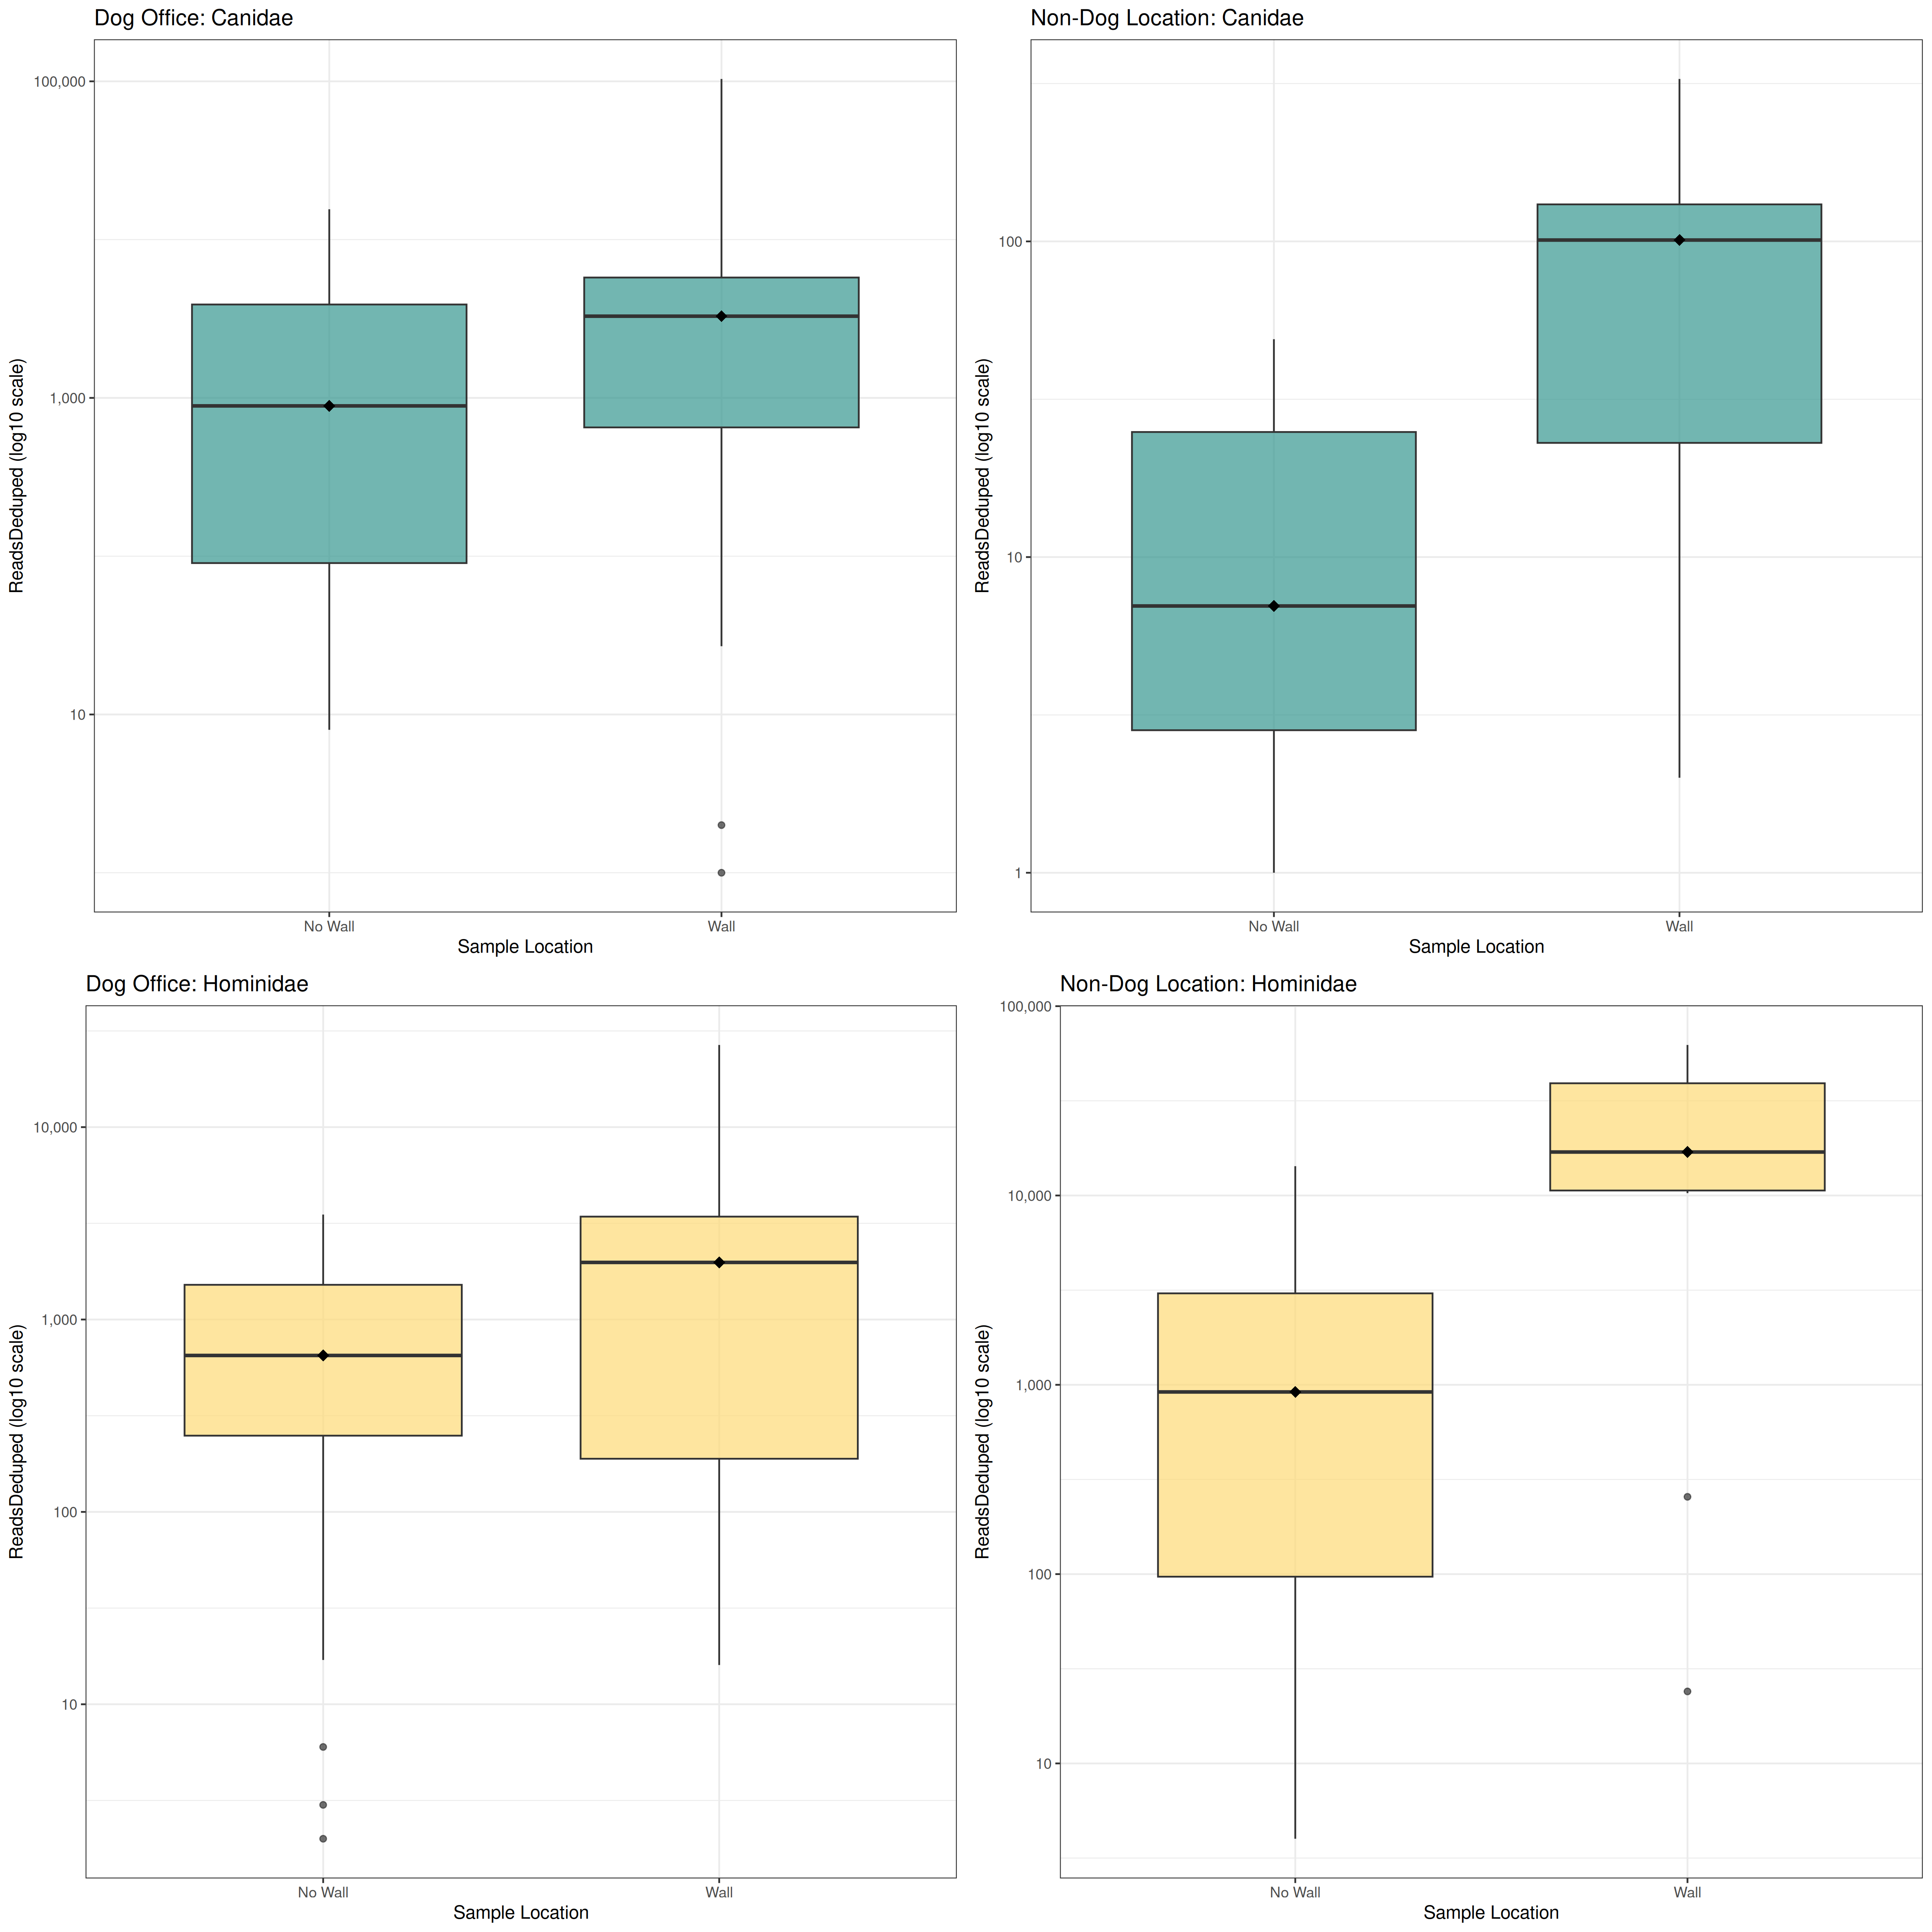 Dog Office: Canidae
ReadsDeduped (log10 scale)
100,000
1,000
10
No Wall
Wall
Sample Location
Non-Dog Location: Canidae
ReadsDeduped (log10 scale)
100
10
1
No Wall
Wall
Sample Location
Dog Office: Hominidae
ReadsDeduped (log10 scale)
10,000
1,000
100
10
No Wall
Wall
Sample Location
Non-Dog Location: Hominidae
ReadsDeduped (log10 scale)
100,000
10,000
1,000
100
10
No Wall
Wall
Sample Location